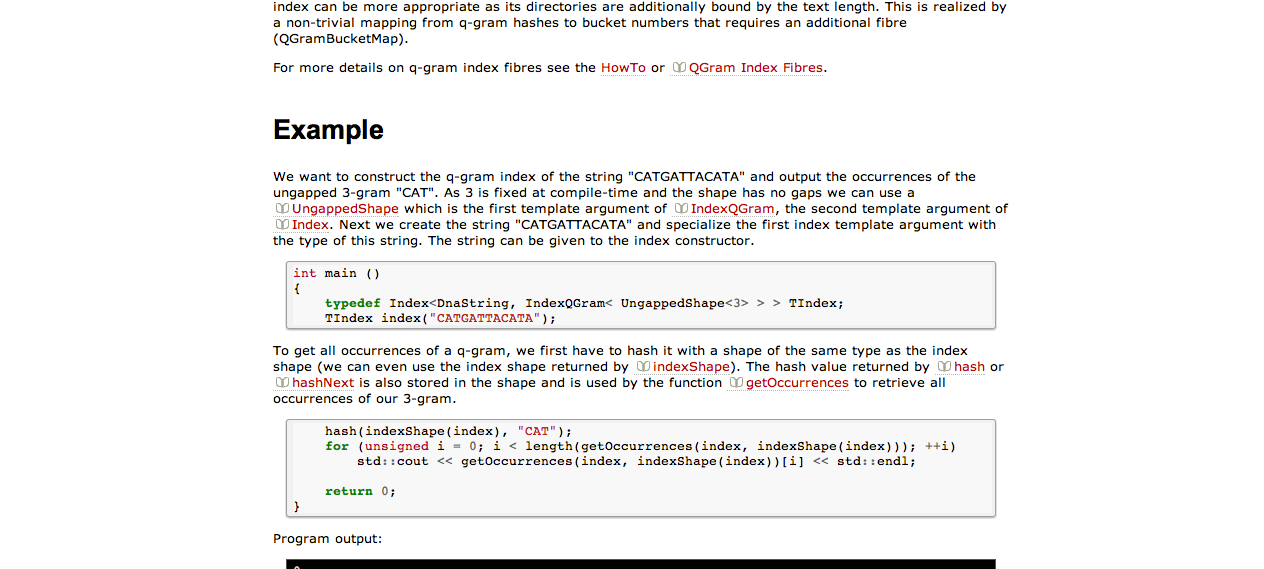 index can be more appropriate as its directories are additionally bound by the text length. This is realized by
a non-trivial mapping from q-gram hashes to bucket numbers that requires an additional fibre
(QGramBucketMap).
For more details on q-gram index fibres see the HowTo or QGram Index Fibres.
Example
We want to construct the q-gram index of the string "CATGATTACATA" and output the occurrences of the
ungapped 3-gram "CAT". As 3 is fixed at compile-time and the shape has no gaps we can use a
UngappedShape which is the first template argument of IndexQGram, the second template argument of
Index. Next we create the string "CATGATTACATA" and specialize the first index template argument with
the type of this string. The string can be given to the index constructor.
int main ()
{
    typedef Index<DnaString, IndexQGram< UngappedShape<3> > > TIndex;
    TIndex index("CATGATTACATA");
To get all occurrences of a q-gram, we first have to hash it with a shape of the same type as the index
shape (we can even use the index shape returned by indexShape). The hash value returned by hash or
hashNext is also stored in the shape and is used by the function getOccurrences to retrieve all
occurrences of our 3-gram.
    hash(indexShape(index), "CAT");
    for (unsigned i = 0; i < length(getOccurrences(index, indexShape(index))); ++i)
        std::cout << getOccurrences(index, indexShape(index))[i] << std::endl;
    return 0;
}
Program output: